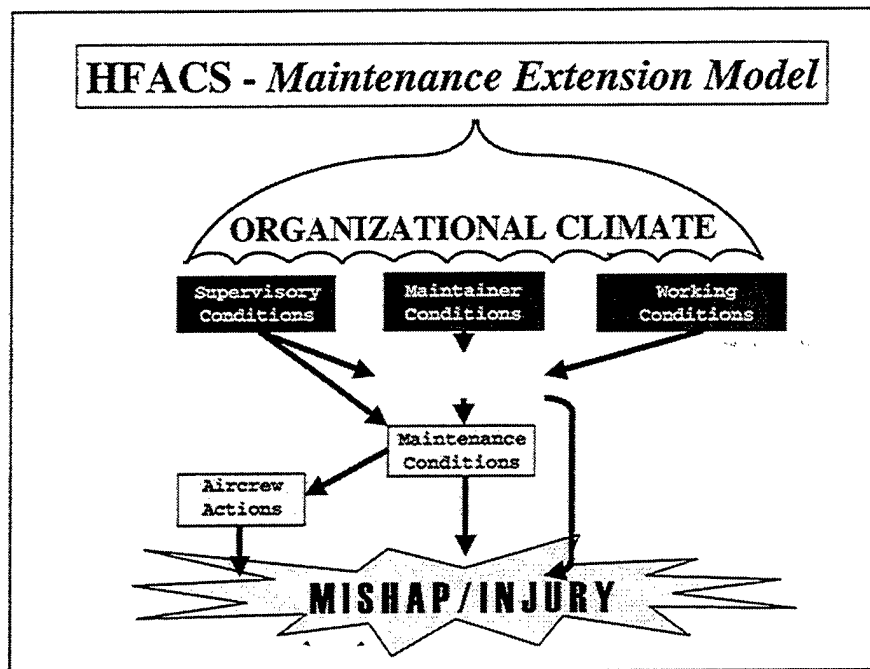 HFACS - Maintenance Extension Model
ORGANIZATIONAL CLIMATE
Supervisory
Conditions
Maintainer
Conditions
Working
Conditions
Maintenance
Conditions
Aircrew
Actions
MISHAP/INJURY